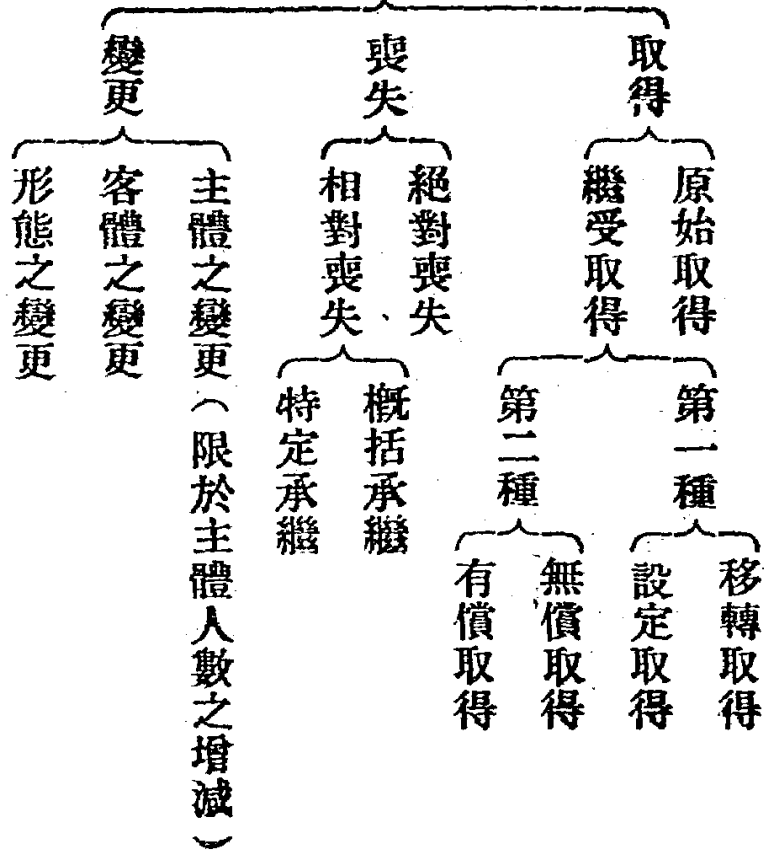 取得
原始取得
繼受取得
第一種
移轉取得
設定取得
第二種
無償取得
有償取得
喪失
絕對喪失
相對喪失
概括承繼
特定承繼
變更
主體之變更（限於主體人數之增減）
客體之變更
形態之變更